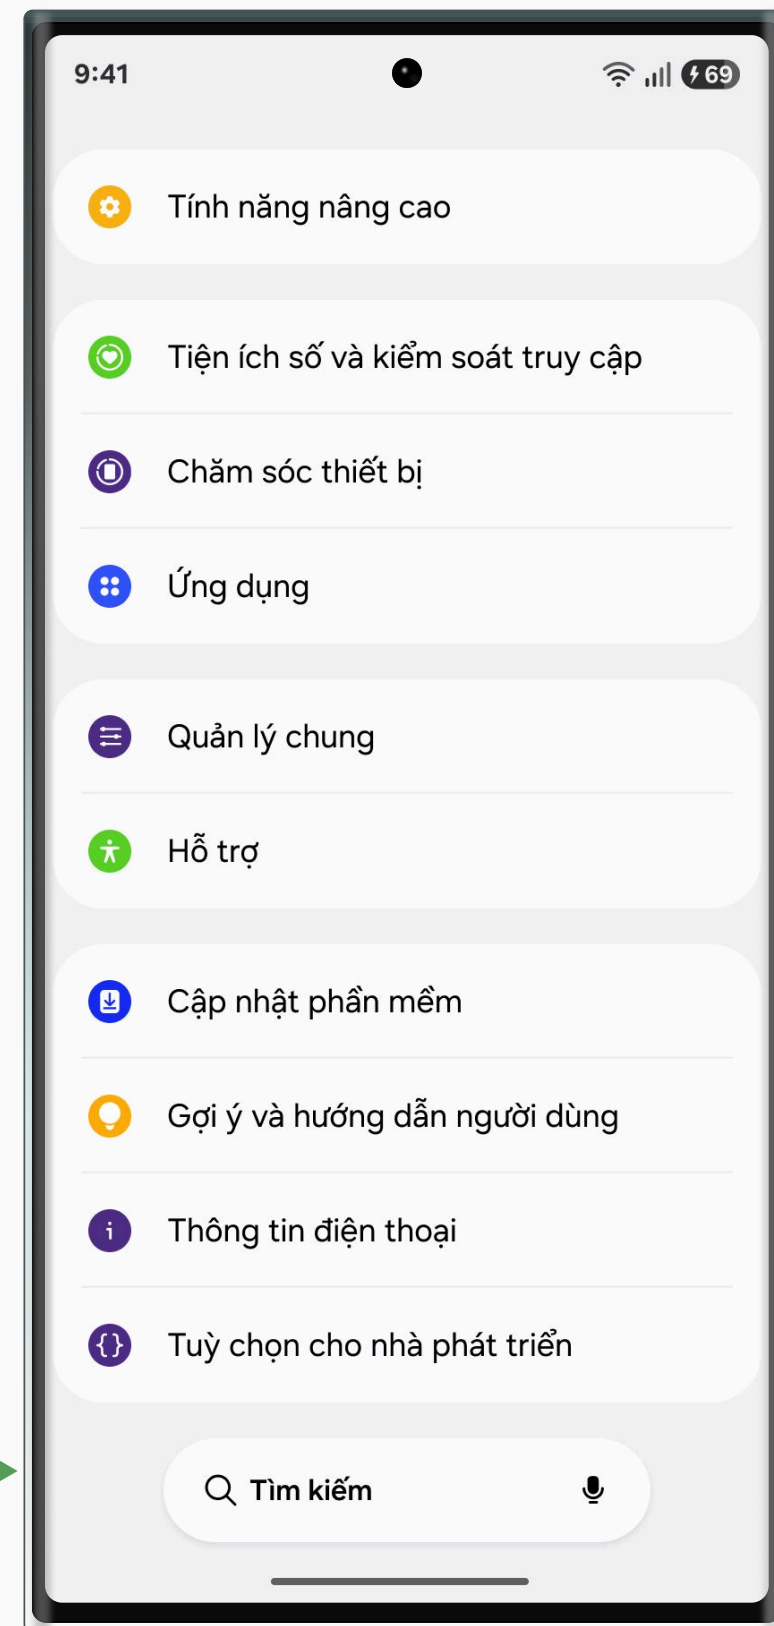 9:41
69
Tính năng nâng cao
Tiện ích số và kiểm soát truy cập
Chăm sóc thiết bị
Ứng dụng
Quản lý chung
Hỗ trợ
Cập nhật phần mềm
Gợi ý và hướng dẫn người dùng
Thông tin điện thoại
Tuỳ chọn cho nhà phát triển
Tìm kiếm